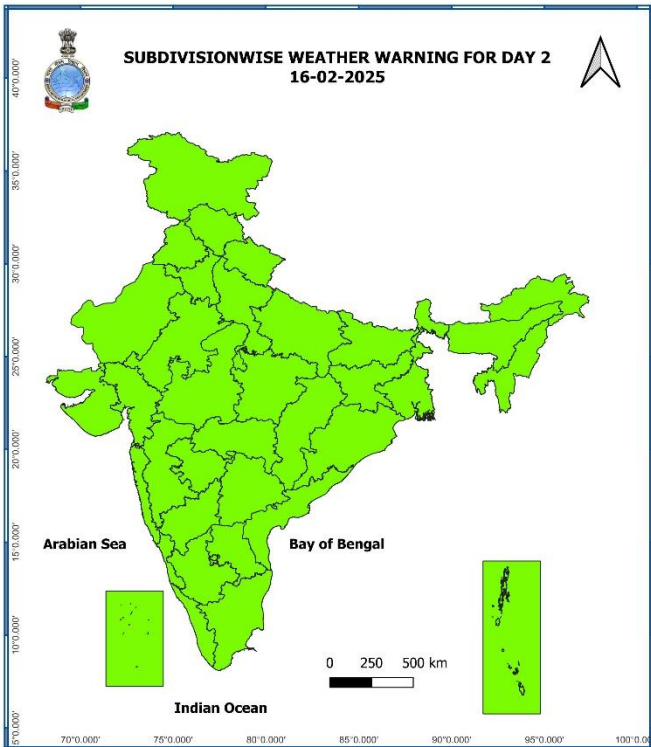 SUBDIVISIONWISE WEATHER WARNING FOR DAY 2
16-02-2025
40°0.000'
35°0.000'
30°0.000'
25°0.000'
20°0.000'
15°0.000'
10°0.000'
5°0.000'
Arabian Sea
Bay of Bengal
0 250 500 km
Indian Ocean
70°0.000' 75°0.000' 80°0.000' 85°0.000' 90°0.000' 95°0.000' 100°0.00